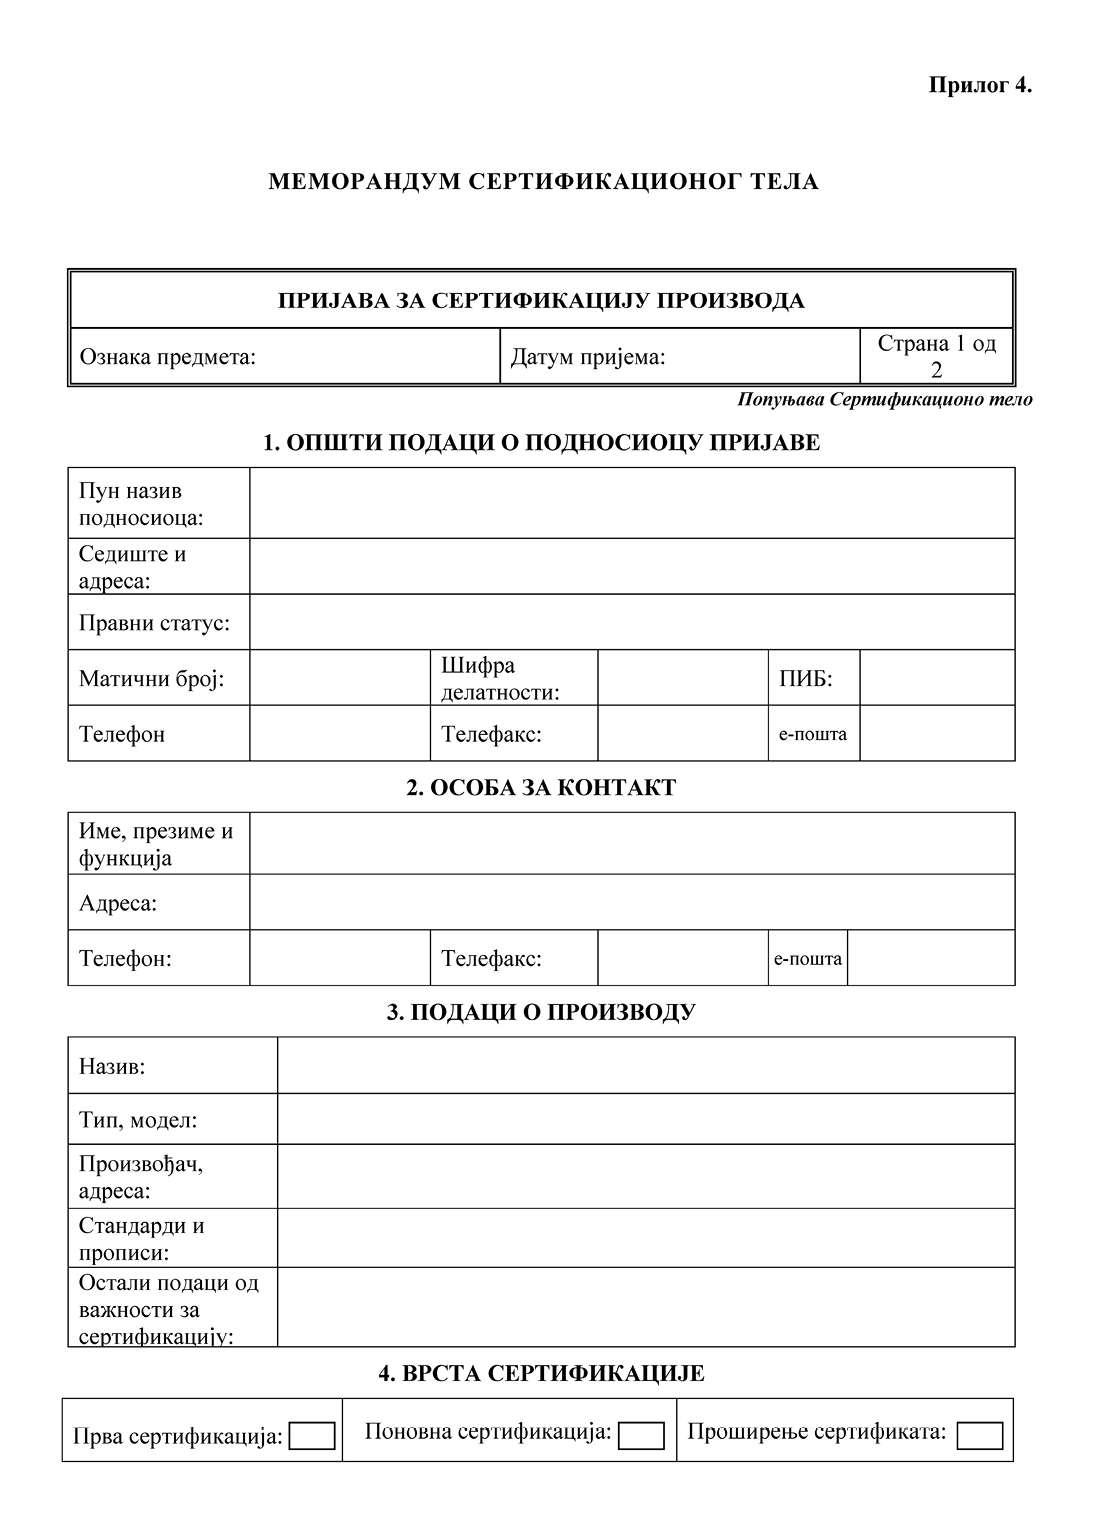 Прилог 4.
МЕМОРАНДУМ СЕРТИФИКАЦИОНОГ ТЕЛА
ПРИЈАВА ЗА СЕРТИФИКАЦИЈУ ПРОИЗВОДА
Ознака предмета:
Датум пријема:
Страна 1 од
2
Попуњава Сертификационо тело
1. ОПШТИ ПОДАЦИ О ПОДНОСИОЦУ ПРИЈАВЕ
Пун назив
подносиоца:
Седиште и
адреса:
Правни статус:
Матични број:
Шифра
делатности:
ПИБ:
Телефон
Телефакс:
е-пошта
2. ОСОБА ЗА КОНТАКТ
Име, презиме и
функција
Адреса:
Телефон:
Телефакс:
е-пошта
3. ПОДАЦИ О ПРОИЗВОДУ
Назив:
Тип, модел:
Произвођач,
адреса:
Стандарди и
прописи:
Остали подаци од
важности за
сертификацију:
4. ВРСТА СЕРТИФИКАЦИЈЕ
Прва сертификација:
Поновна сертификација:
Проширење сертификата: